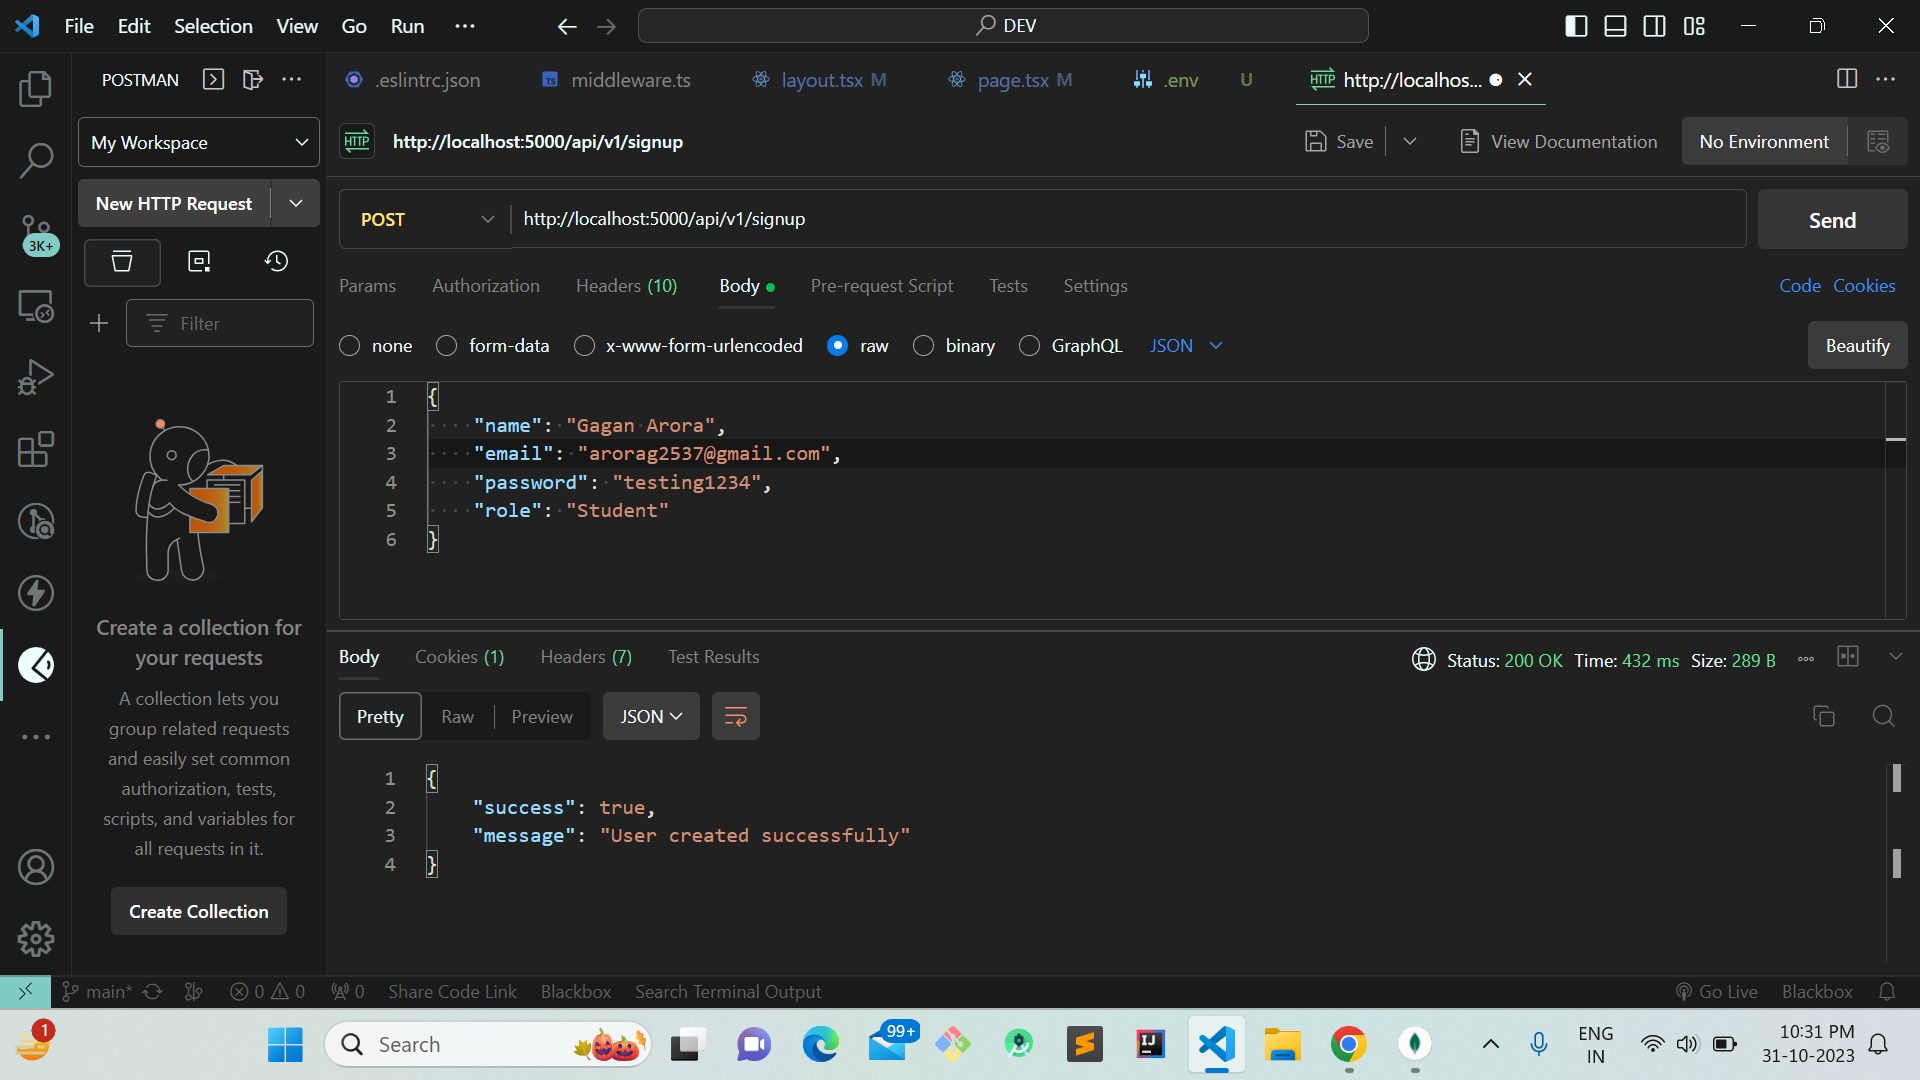 File Edit Selection View Go Run
DEV
POSTMAN
.eslintrc.json
middleware.ts
layout.tsx M
page.tsx M
.env U
http://localhos...
My Workspace
http://localhost:5000/api/v1/signup
Save
View Documentation
No Environment
New HTTP Request
POST
http://localhost:5000/api/v1/signup
Send
3K+
Params Authorization Headers (10) Body Pre-request Script Tests Settings
Code Cookies
Filter
none form-data x-www-form-urlencoded raw binary GraphQL JSON
Beautify
1 {
2 "name": "Gagan Arora",
3 "email": "arorag2537@gmail.com",
4 "password": "testing1234",
5 "role": "Student"
6 }
Create a collection for
your requests
A collection lets you
group related requests
and easily set common
authorization, tests,
scripts, and variables for
all requests in it.
Create Collection
Body Cookies (1) Headers (7) Test Results
Status: 200 OK Time: 432 ms Size: 289 B
Pretty Raw Preview JSON
1 {
2 "success": true,
3 "message": "User created successfully"
4 }
main* 0 0 0 Share Code Link Blackbox Search Terminal Output
Go Live Blackbox
1
Search
99+
IJ
ENG
IN
10:31 PM
31-10-2023